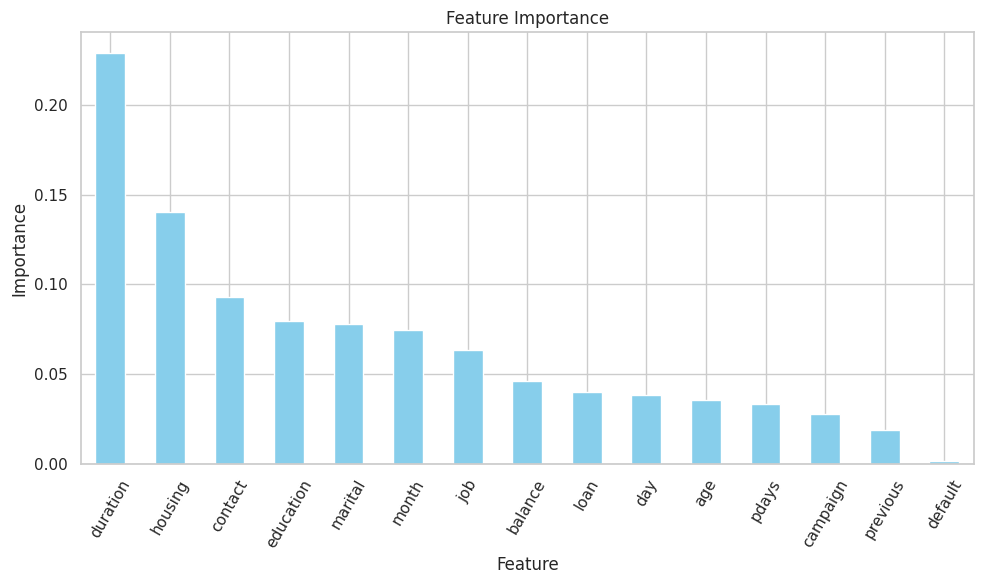 Feature Importance
0.20
0.15
0.10
0.05
0.00
Importance
duration
housing
contact
education
marital
month
job
balance
loan
day
age
pdays
campaign
previous
default
Feature